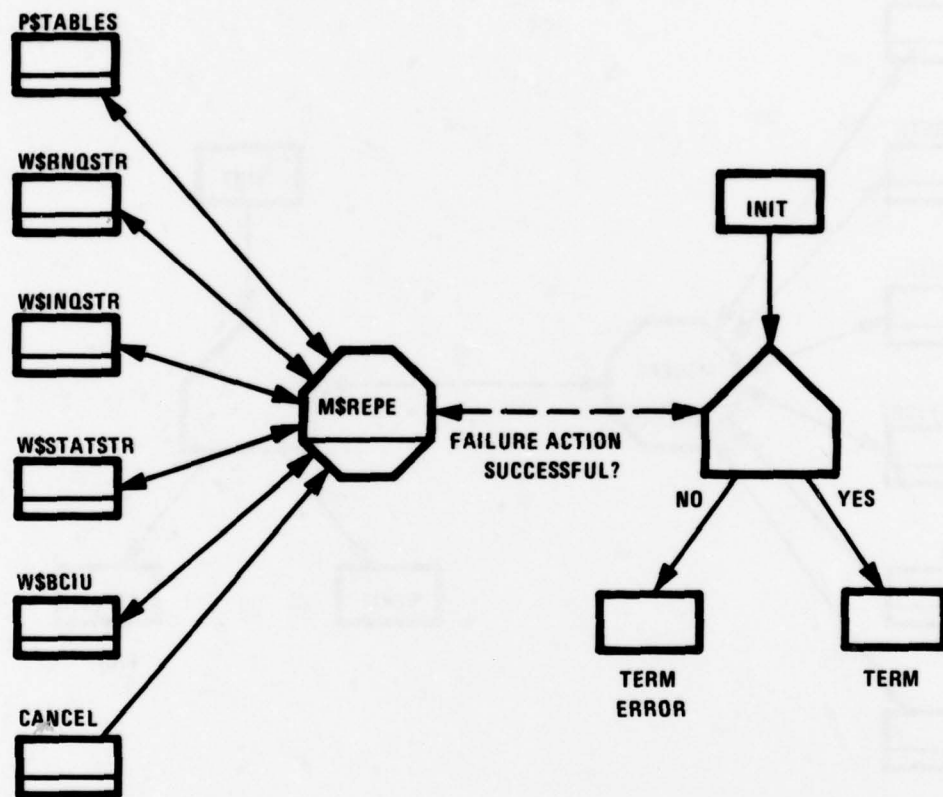 P$TABLES
W$RNQSTR
W$INQSTR
W$STATSTR
W$BCIU
CANCEL
M$REPE
FAILURE ACTION
SUCCESSFUL?
INIT
NO
YES
TERM
ERROR
TERM